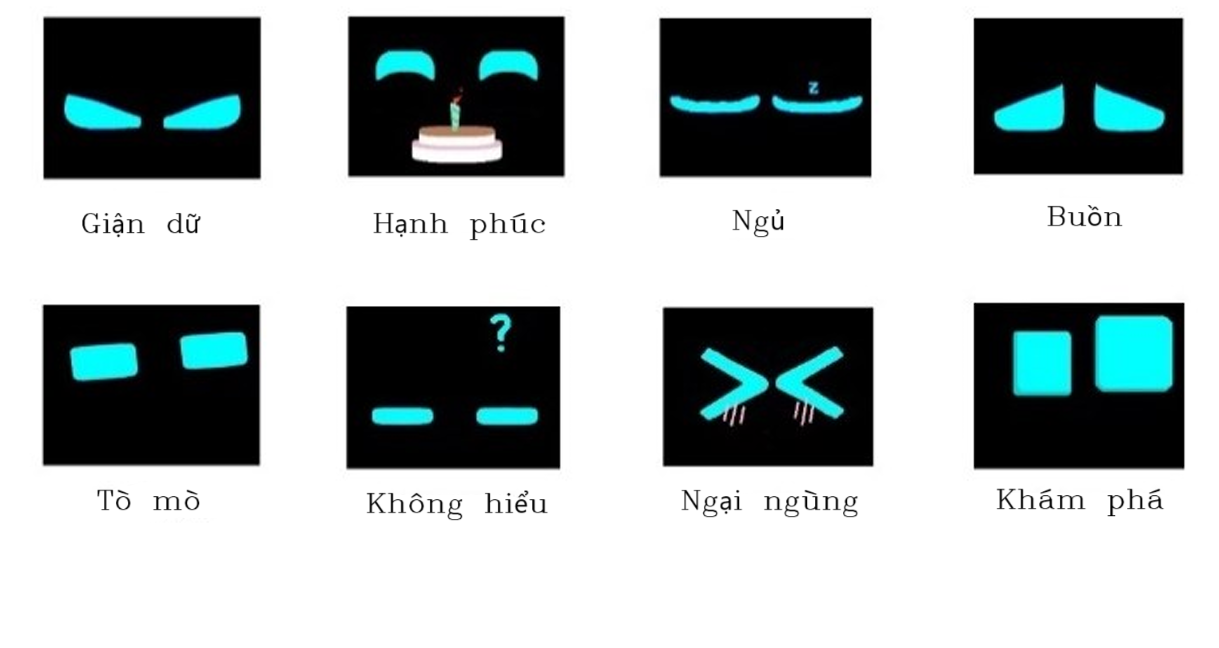 z
Giận dữ
Hạnh phúc
Ngủ
Buồn
?
Tò mò
Không hiểu
Ngại ngùng
Khám phá